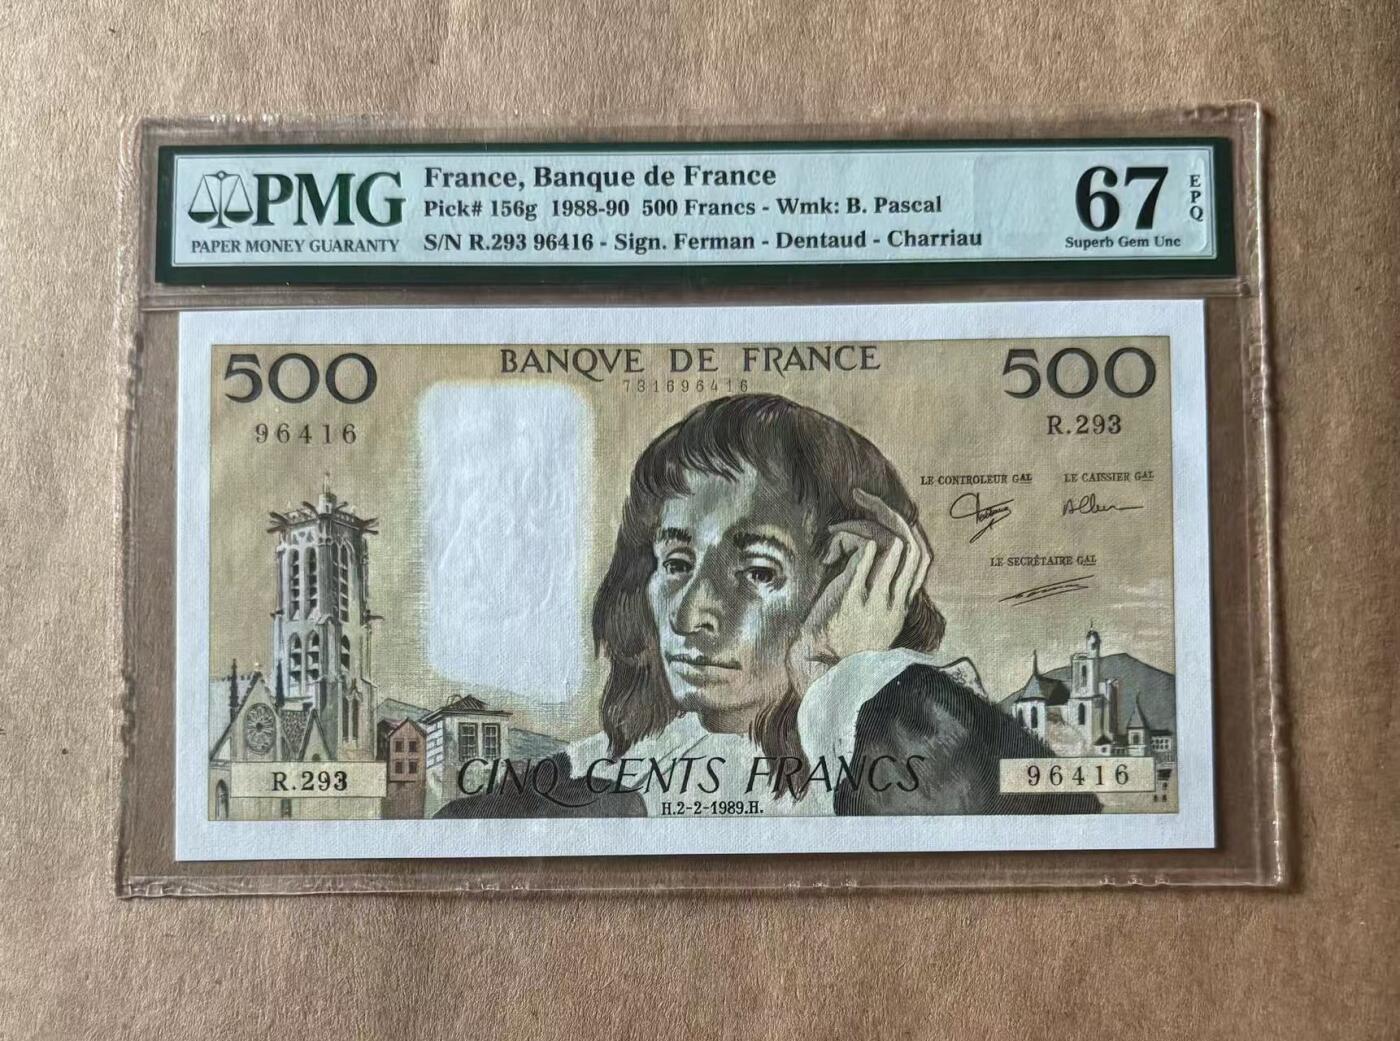 PMG
PAPER MONEY GUARANTY
France, Banque de France
Pick# 156g 1988-90 500 Francs - Wmk: B. Pascal
S/N R.293 96416 - Sign. Ferman - Dentaud - Charriau
67
EPQ
Superb Gem Unc
500
BANQVE DE FRANCE
500
731696416
96416
R.293
LE CONTROLEUR GAL
LE CAISSIER GAL
LE SECRÉTAIRE GAL
R.293
CINQ CENTS FRANCS
96416
H.2-2-1989.H.